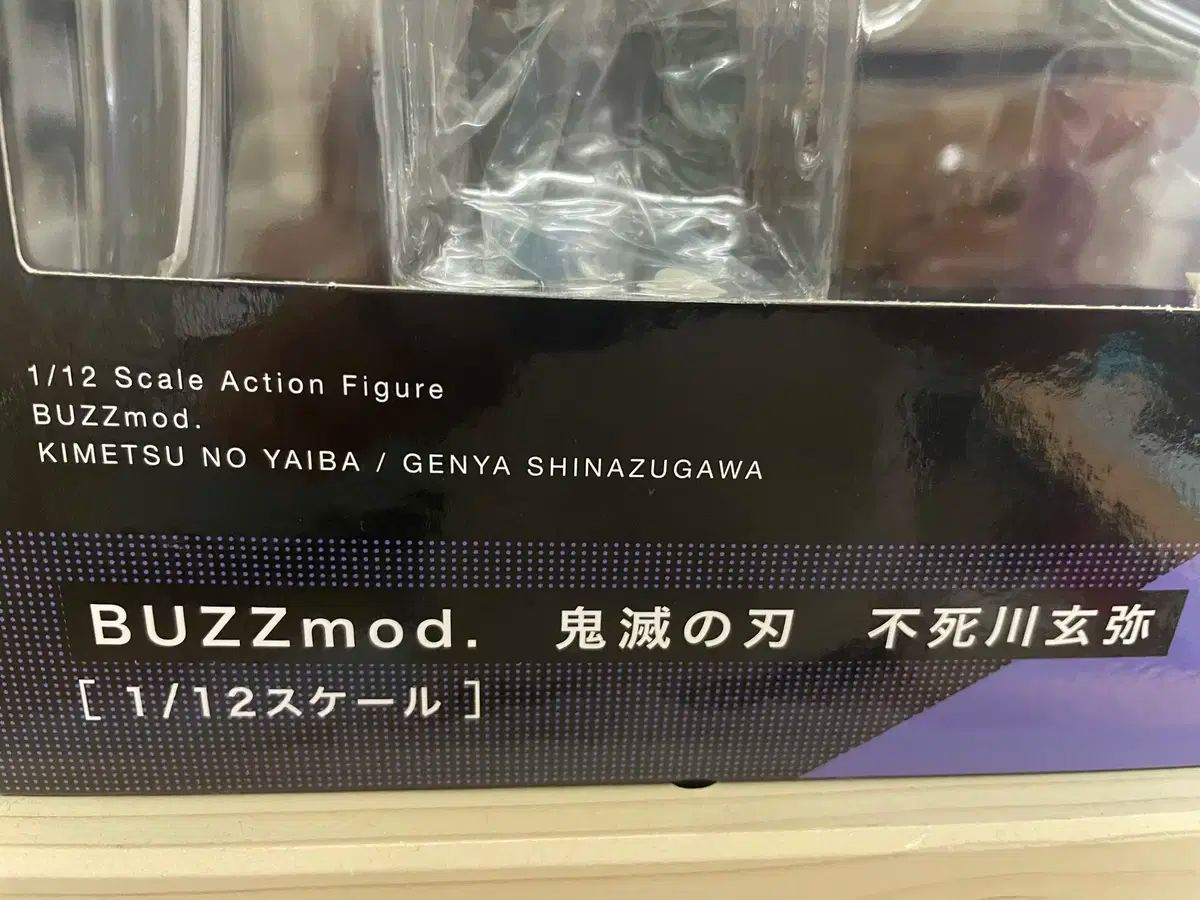 1/12 Scale Action Figure
BUZZmod.
KIMETSU NO YAIBA / GENYA SHINAZUGAWA
BUZZmod. 鬼滅の刃 不死川玄弥
[ 1/12スケール ]